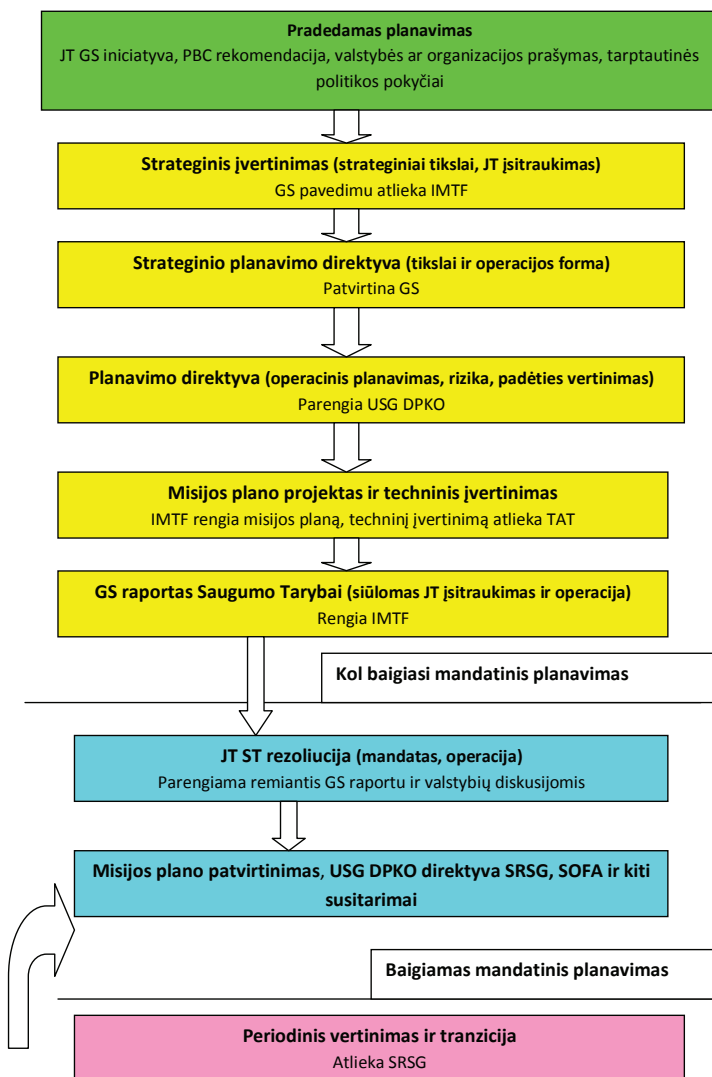 Pradedamas planavimas
JT GS iniciatyva, PBC rekomendacija, valstybės ar organizacijos prašymas, tarptautinės
politikos pokyčiai
Strateginis įvertinimas (strateginiai tikslai, JT įsitraukimas)
GS pavedimu atlieka IMTF
Strateginio planavimo direktyva (tikslai ir operacijos forma)
Patvirtina GS
Planavimo direktyva (operacinis planavimas, rizika, padėties vertinimas)
Parengia USG DPKO
Misijos plano projektas ir techninis įvertinimas
IMTF rengia misijos planą, techninį įvertinimą atlieka TAT
GS raportas Saugumo Tarybai (siūlomas JT įsitraukimas ir operacija)
Rengia IMTF
Kol baigiasi mandatinis planavimas
JT ST rezoliucija (mandatas, operacija)
Parengiama remiantis GS raportu ir valstybių diskusijomis
Misijos plano patvirtinimas, USG DPKO direktyva SRSG, SOFA ir kiti
susitarimai
Baigiamas mandatinis planavimas
Periodinis vertinimas ir tranzicija
Atlieka SRSG